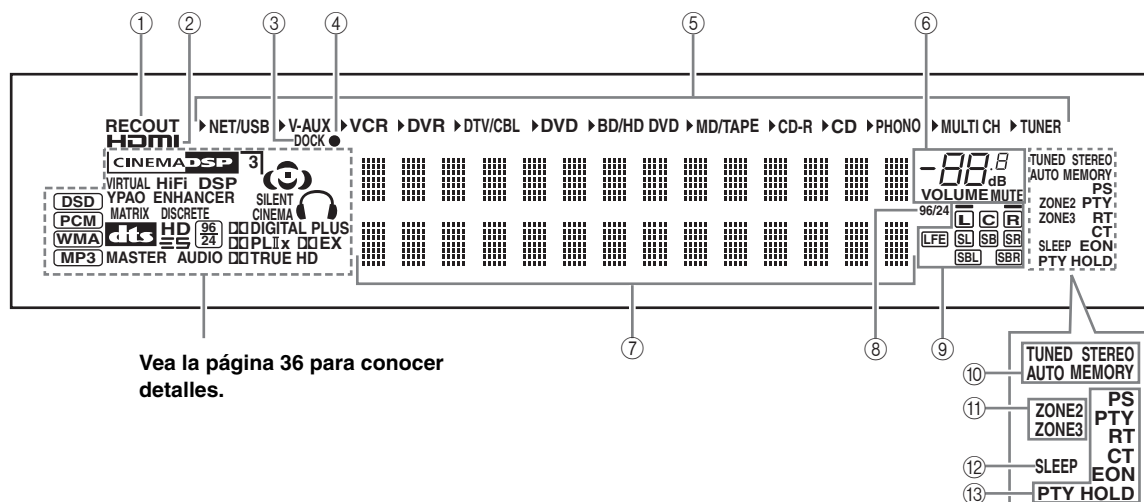 ① ② ③ ④ ⑤ ⑥
RECOUT
HDMI
▶NET/USB ▶V-AUX ▶VCR ▶DVR ▶DTV/CBL ▶DVD ▶BD/HD DVD ▶MD/TAPE ▶CD-R ▶CD ▶PHONO ▶MULTI CH ▶TUNER
DOCK ●
CINEMA DSP 3
VIRTUAL HiFi DSP
YPAO ENHANCER
SILENT
CINEMA
MATRIX DISCRETE
DSD
PCM
WMA
MP3
dts HD ES 96 24
DIGITAL PLUS
PLIIx EX
MASTER AUDIO TRUE HD
-88.8 dB
VOLUME MUTE
96/24
L C R
LFE SL SB SR
SBL SBR
TUNED STEREO
AUTO MEMORY
PS
ZONE2 PTY
ZONE3 RT
CT
SLEEP EON
PTY HOLD
⑦ ⑧ ⑨
Vea la página 36 para conocer
detalles.
⑩ TUNED STEREO
AUTO MEMORY
⑪ ZONE2
ZONE3
PS
PTY
RT
CT
⑫ SLEEP EON
⑬ PTY HOLD